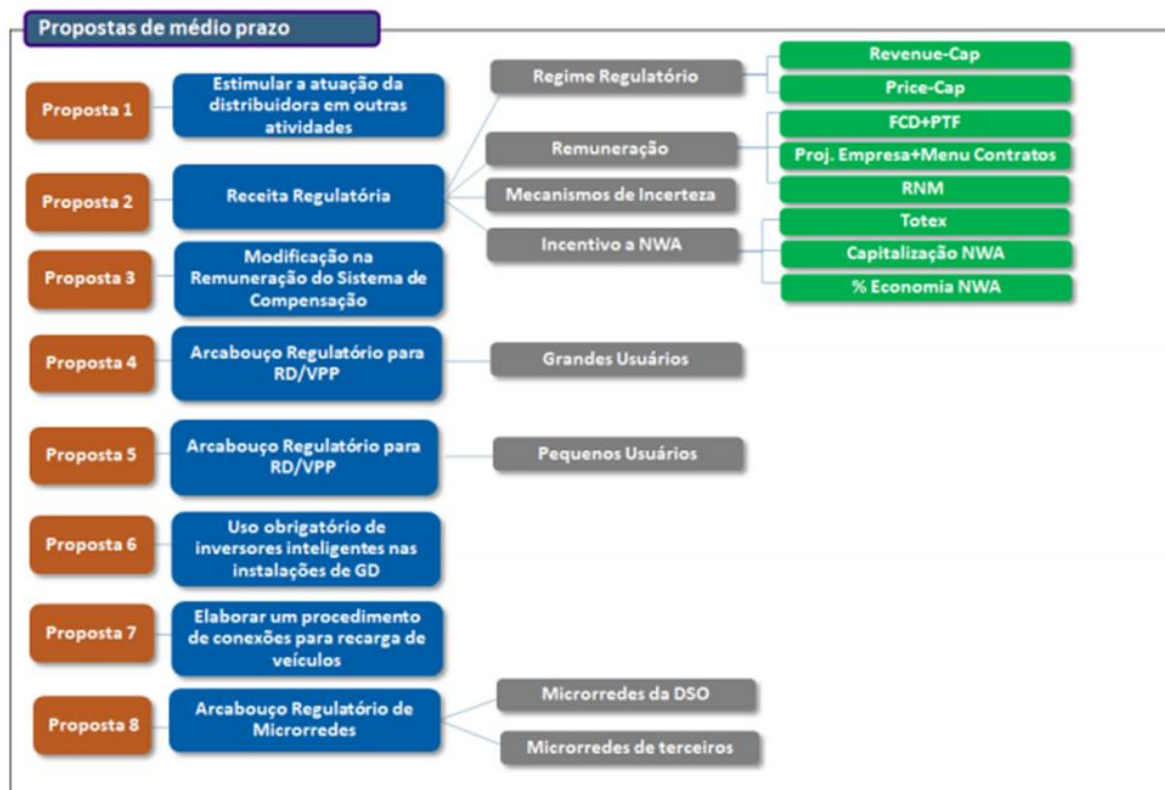 Propostas de médio prazo
Proposta 1
Estimular a atuação da
distribuidora em outras
atividades
Proposta 2
Receita Regulatória
Regime Regulatório
Revenue-Cap
Price-Cap
Remuneração
FCD+PTF
Proj. Empresa+Menu Contratos
RNM
Mecanismos de Incerteza
Incentivo a NWA
Totex
Capitalização NWA
% Economia NWA
Proposta 3
Modificação na
Remuneração do Sistema de
Compensação
Proposta 4
Arcabouço Regulatório para
RD/VPP
Grandes Usuários
Proposta 5
Arcabouço Regulatório para
RD/VPP
Pequenos Usuários
Proposta 6
Uso obrigatório de
inversores inteligentes nas
instalações de GD
Proposta 7
Elaborar um procedimento
de conexões para recarga de
veículos
Proposta 8
Arcabouço Regulatório de
Microrredes
Microrredes da DSO
Microrredes de terceiros